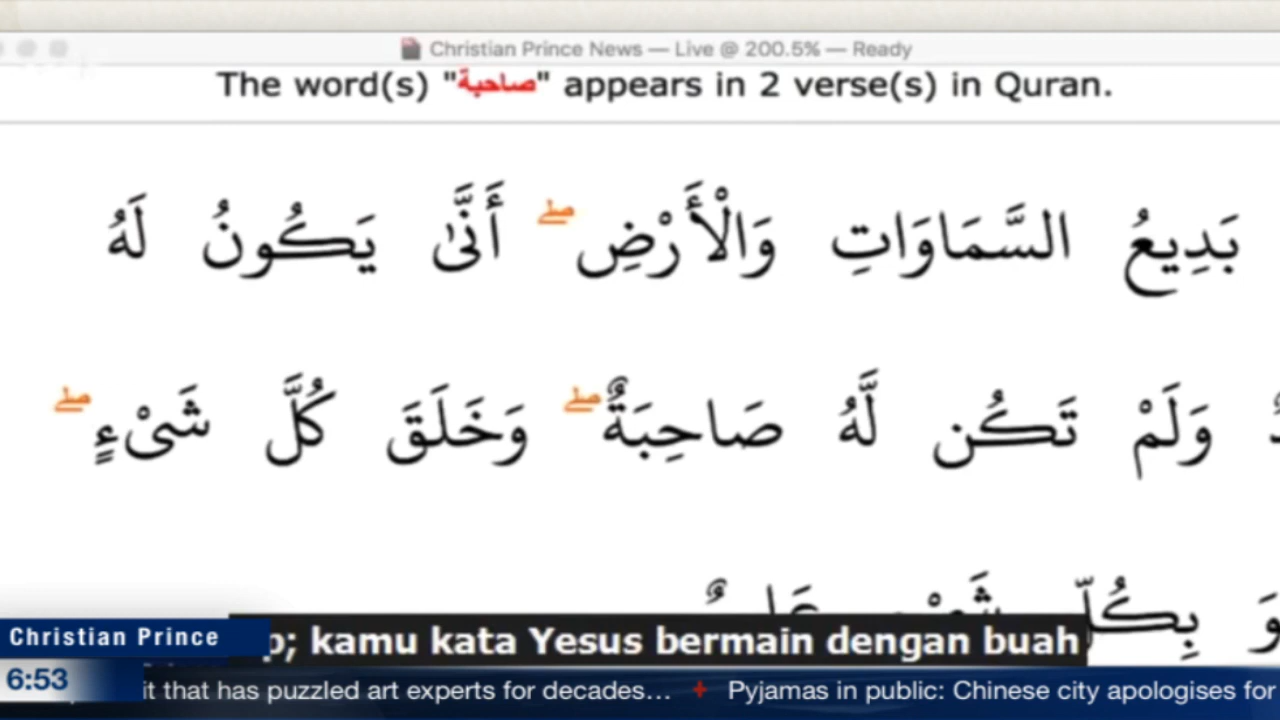 Christian Prince News — Live @ 200.5% — Ready
The word(s) "صاحبة" appears in 2 verse(s) in Quran.
بَدِيعُ السَّمَاوَاتِ وَالْأَرْضِ ۖ أَنَّىٰ يَكُونُ لَهُ
وَلَمْ تَكُن لَّهُ صَاحِبَةٌ ۖ وَخَلَقَ كُلَّ شَىْءٍ ۖ
بِكُلِّ
Christian Prince
p; kamu kata Yesus bermain dengan buah
6:53
it that has puzzled art experts for decades... + Pyjamas in public: Chinese city apologises for